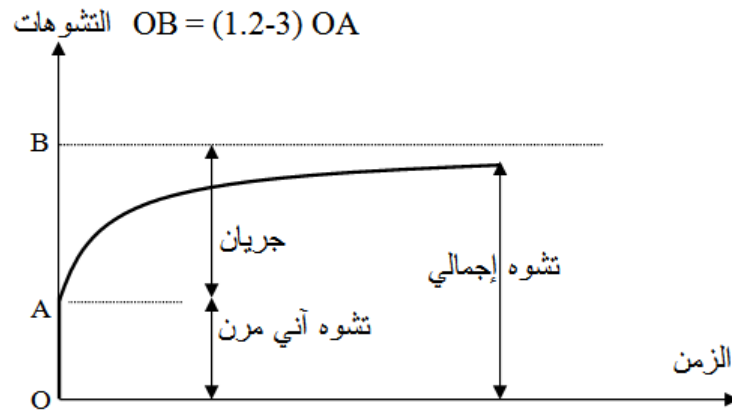 التشوهات OB = (1.2-3) OA
B
جريان
تشوه إجمالي
A
تشوه آني مرن
الزمن
O